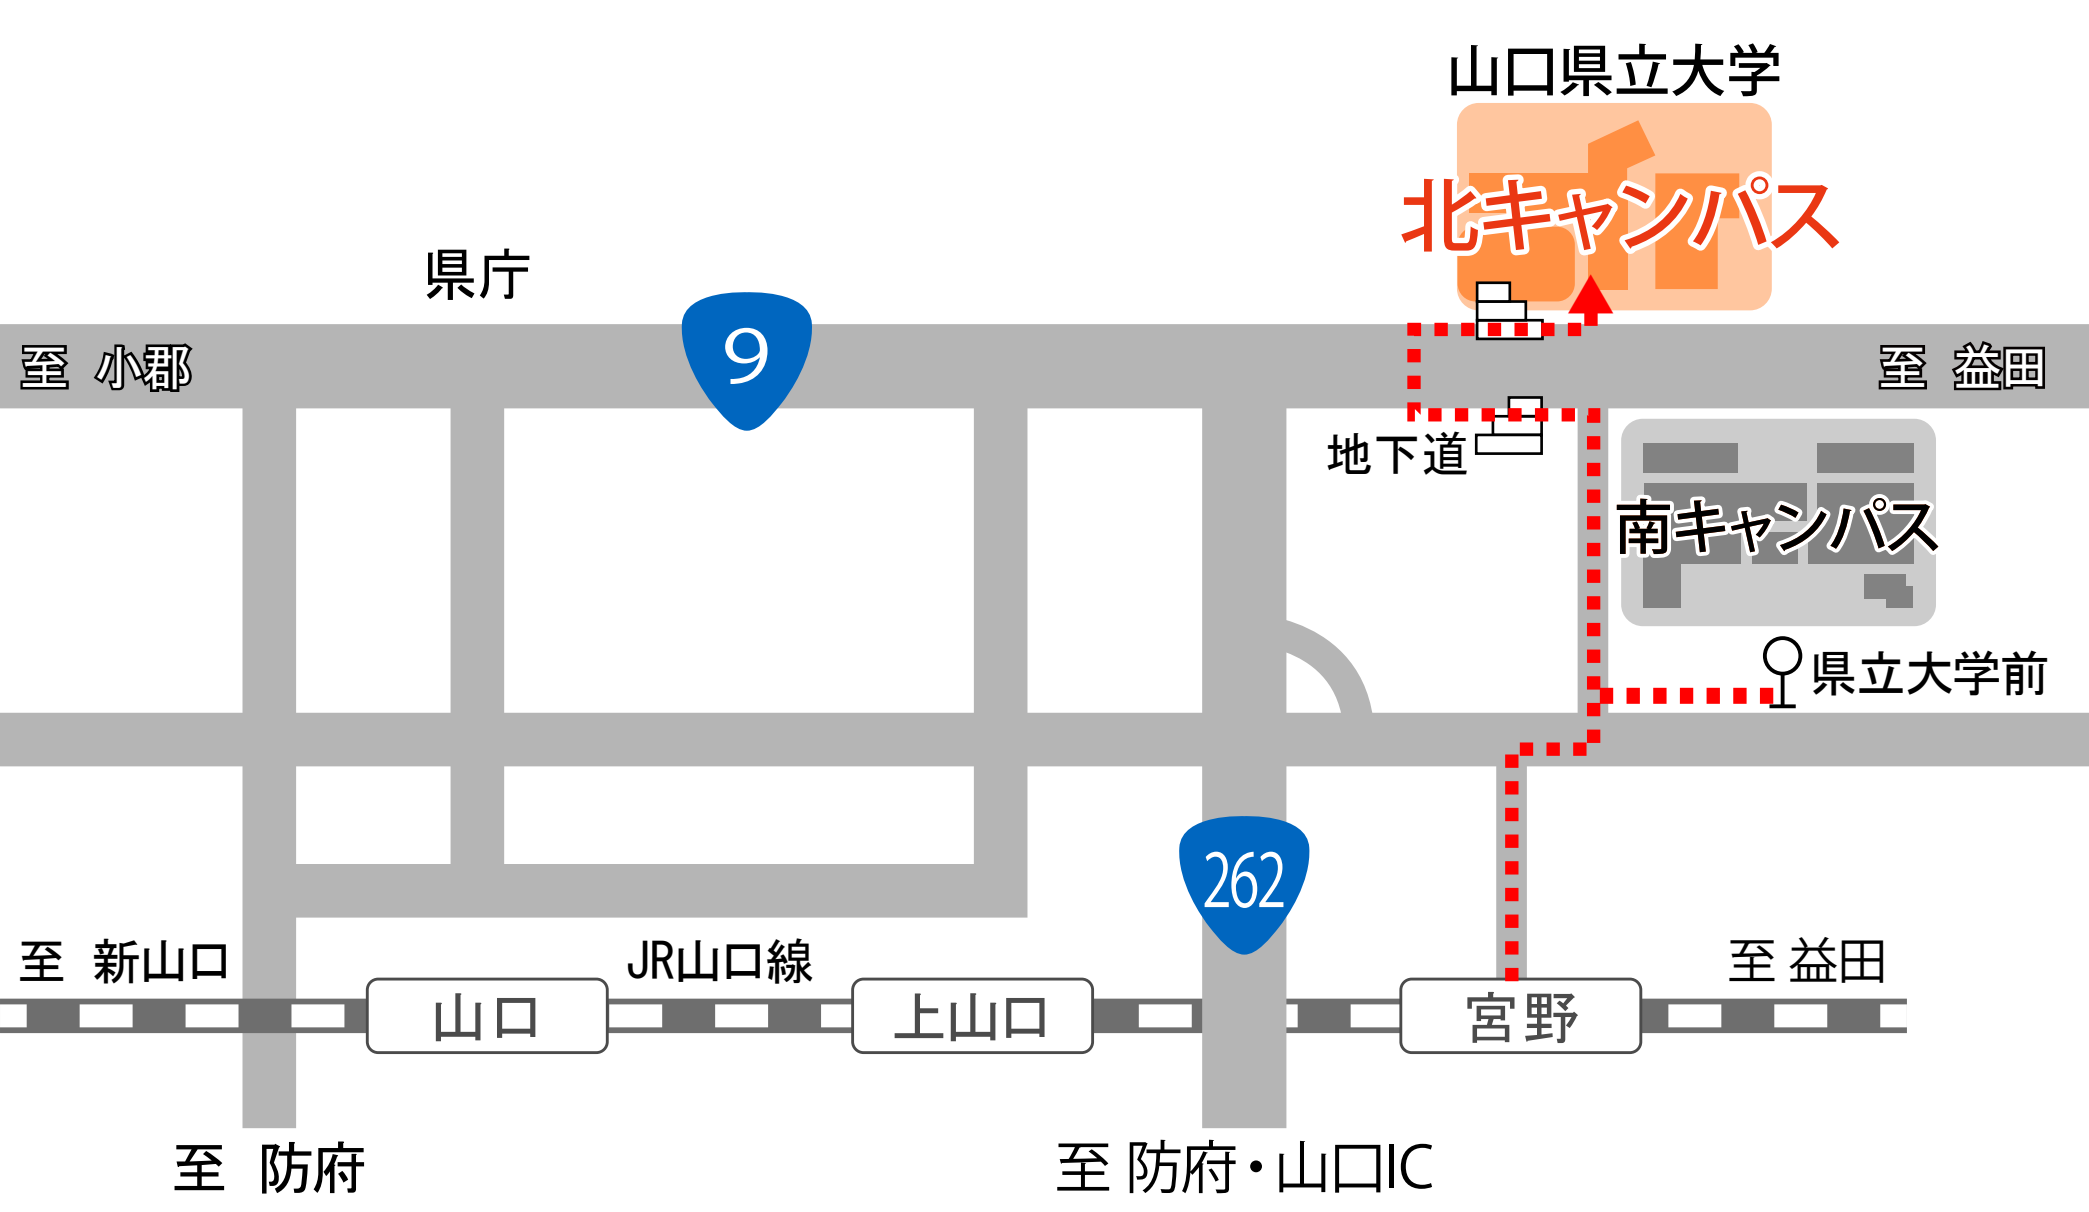 山口県立大学
北キャンパス
県庁
9
至 小郡
至 益田
地下道
南キャンパス
県立大学前
262
至 新山口
JR山口線
至 益田
山口
上山口
宮野
至 防府
至 防府・山口IC